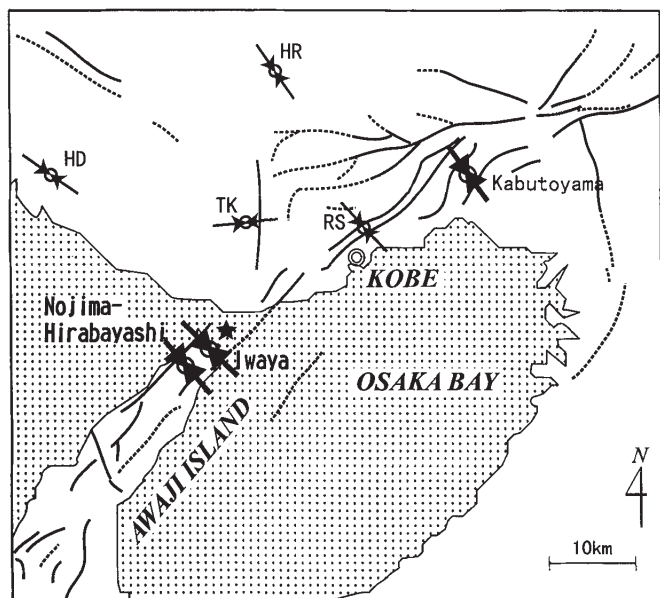 HR
HD
TK
RS
Kabutoyama
KOBE
Nojima-
Hirabayashi
Iwaya
OSAKA BAY
AWAJI ISLAND
N
10km